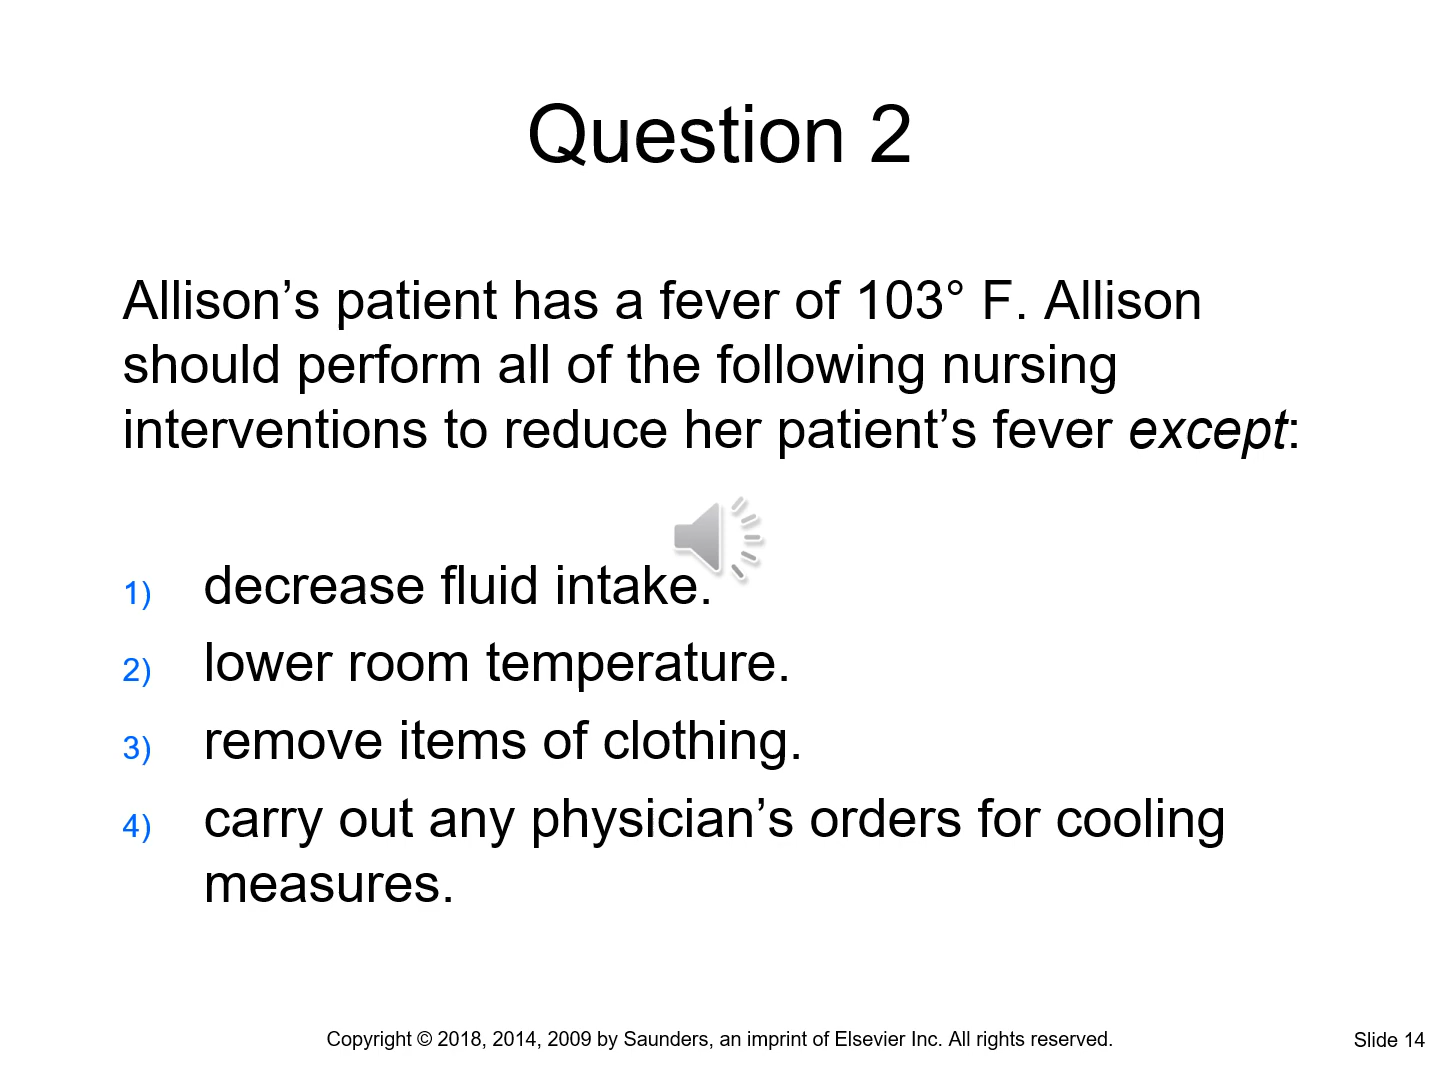 Question 2
Allison’s patient has a fever of 103° F. Allison
should perform all of the following nursing
interventions to reduce her patient’s fever except:
1) decrease fluid intake.
2) lower room temperature.
3) remove items of clothing.
4) carry out any physician’s orders for cooling
measures.
Copyright © 2018, 2014, 2009 by Saunders, an imprint of Elsevier Inc. All rights reserved.
Slide 14